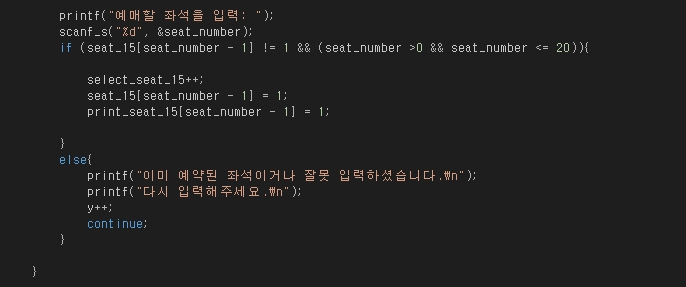 printf("예매할 좌석을 입력: ");
scanf_s("%d", &seat_number);
if (seat_15[seat_number - 1] != 1 && (seat_number >0 && seat_number <= 20)){
select_seat_15++;
seat_15[seat_number - 1] = 1;
print_seat_15[seat_number - 1] = 1;
}
else{
printf("이미 예약된 좌석이거나 잘못 입력하셨습니다.₩n");
printf("다시 입력해주세요.₩n");
y++;
continue;
}
}